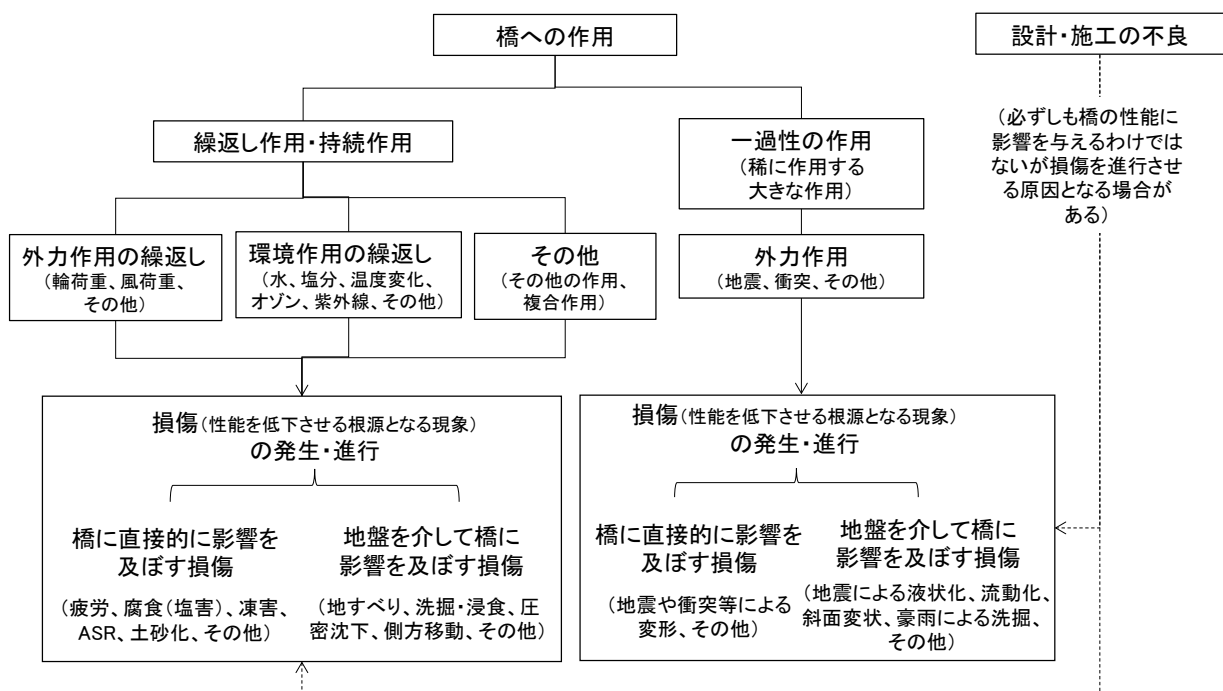 橋への作用
設計・施工の不良
(必ずしも橋の性能に
影響を与えるわけでは
ないが損傷を進行させ
る原因となる場合が
ある)
繰返し作用・持続作用
一過性の作用
(稀に作用する
大きな作用)
外力作用の繰返し
(輪荷重、風荷重、
その他)
環境作用の繰返し
(水、塩分、温度変化、
オゾン、紫外線、その他)
その他
(その他の作用、
複合作用)
外力作用
(地震、衝突、その他)
損傷(性能を低下させる根源となる現象)
の発生・進行
橋に直接的に影響を
及ぼす損傷
(疲労、腐食(塩害)、凍害、
ASR、土砂化、その他)
地盤を介して橋に
影響を及ぼす損傷
(地すべり、洗掘・浸食、圧
密沈下、側方移動、その他)
損傷(性能を低下させる根源となる現象)
の発生・進行
橋に直接的に影響を
及ぼす損傷
(地震や衝突等による
変形、その他)
地盤を介して橋に
影響を及ぼす損傷
(地震による液状化、流動化、
斜面変状、豪雨による洗掘、
その他)